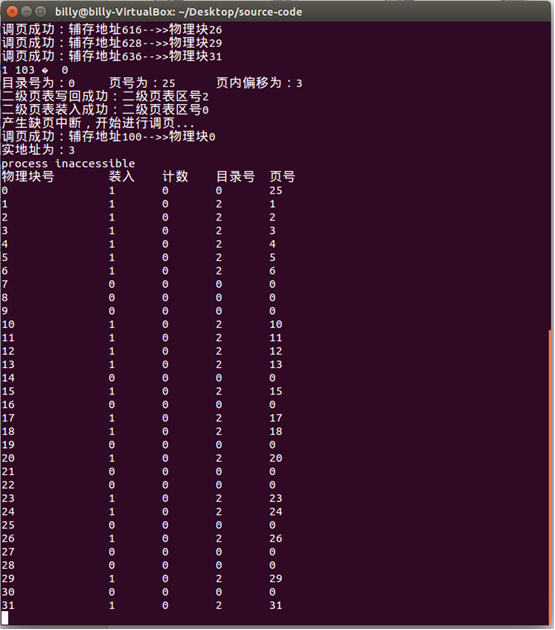 billy@billy-VirtualBox: ~/Desktop/source-code
调页成功：辅存地址616-->>物理块26
调页成功：辅存地址628-->>物理块29
调页成功：辅存地址636-->>物理块31
1 103 � 0
目录号为：0 页号为：25 页内偏移为：3
二级页表写回成功：二级页表区号2
二级页表装入成功：二级页表区号0
产生缺页中断，开始进行调页...
调页成功：辅存地址100-->>物理块0
实地址为：3
process inaccessible
物理块号 装入 计数 目录号 页号
0 1 0 0 25
1 1 0 2 1
2 1 0 2 2
3 1 0 2 3
4 1 0 2 4
5 1 0 2 5
6 1 0 2 6
7 0 0 0 0
8 0 0 0 0
9 0 0 0 0
10 1 0 2 10
11 1 0 2 11
12 1 0 2 12
13 1 0 2 13
14 0 0 0 0
15 1 0 2 15
16 0 0 0 0
17 1 0 2 17
18 1 0 2 18
19 0 0 0 0
20 1 0 2 20
21 0 0 0 0
22 0 0 0 0
23 1 0 2 23
24 1 0 2 24
25 0 0 0 0
26 1 0 2 26
27 0 0 0 0
28 0 0 0 0
29 1 0 2 29
30 0 0 0 0
31 1 0 2 31